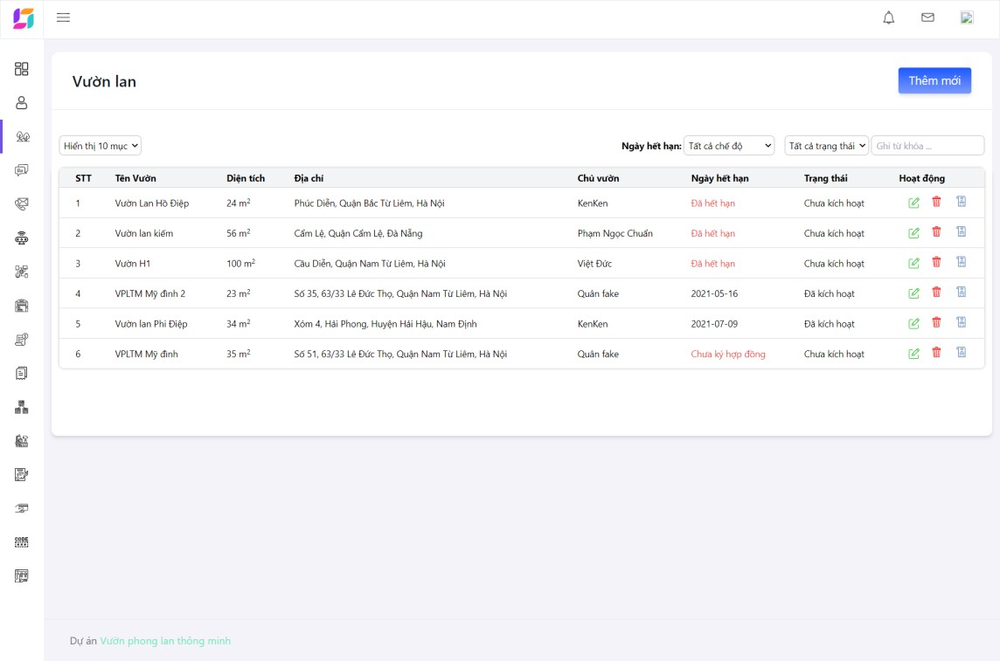 Vườn lan
Thêm mới
Hiển thị 10 mục
Ngày hết hạn: Tất cả chế độ Tất cả trạng thái Ghi từ khóa ...
STT Tên Vườn Diện tích Địa chỉ Chủ vườn Ngày hết hạn Trạng thái Hoạt động
1 Vườn Lan Hồ Điệp 24 m² Phúc Diễn, Quận Bắc Từ Liêm, Hà Nội KenKen Đã hết hạn Chưa kích hoạt
2 Vườn lan kiếm 56 m² Cẩm Lệ, Quận Cẩm Lệ, Đà Nẵng Phạm Ngọc Chuẩn Đã hết hạn Chưa kích hoạt
3 Vườn H1 100 m² Cầu Diễn, Quận Nam Từ Liêm, Hà Nội Việt Đức Đã hết hạn Chưa kích hoạt
4 VPLTM Mỹ đình 2 23 m² Số 35, 63/33 Lê Đức Thọ, Quận Nam Từ Liêm, Hà Nội Quân fake 2021-05-16 Đã kích hoạt
5 Vườn lan Phi Điệp 34 m² Xóm 4, Hải Phong, Huyện Hải Hậu, Nam Định KenKen 2021-07-09 Đã kích hoạt
6 VPLTM Mỹ đình 35 m² Số 51, 63/33 Lê Đức Thọ, Quận Nam Từ Liêm, Hà Nội Quân fake Chưa ký hợp đồng Chưa kích hoạt
CODE
Dự án Vườn phong lan thông minh